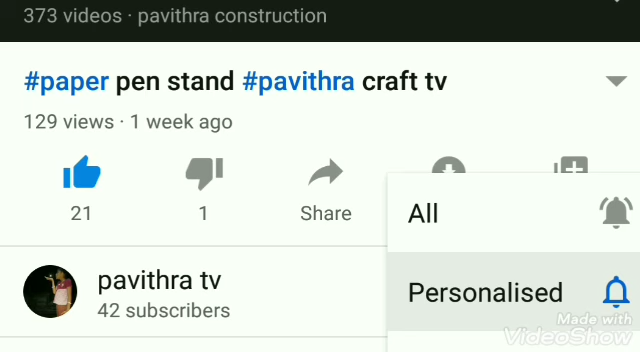 373 videos · pavithra construction
#paper pen stand #pavithra craft tv
129 views · 1 week ago
21
1
Share
All
pavithra tv
42 subscribers
Personalised
Made with
VideoShow